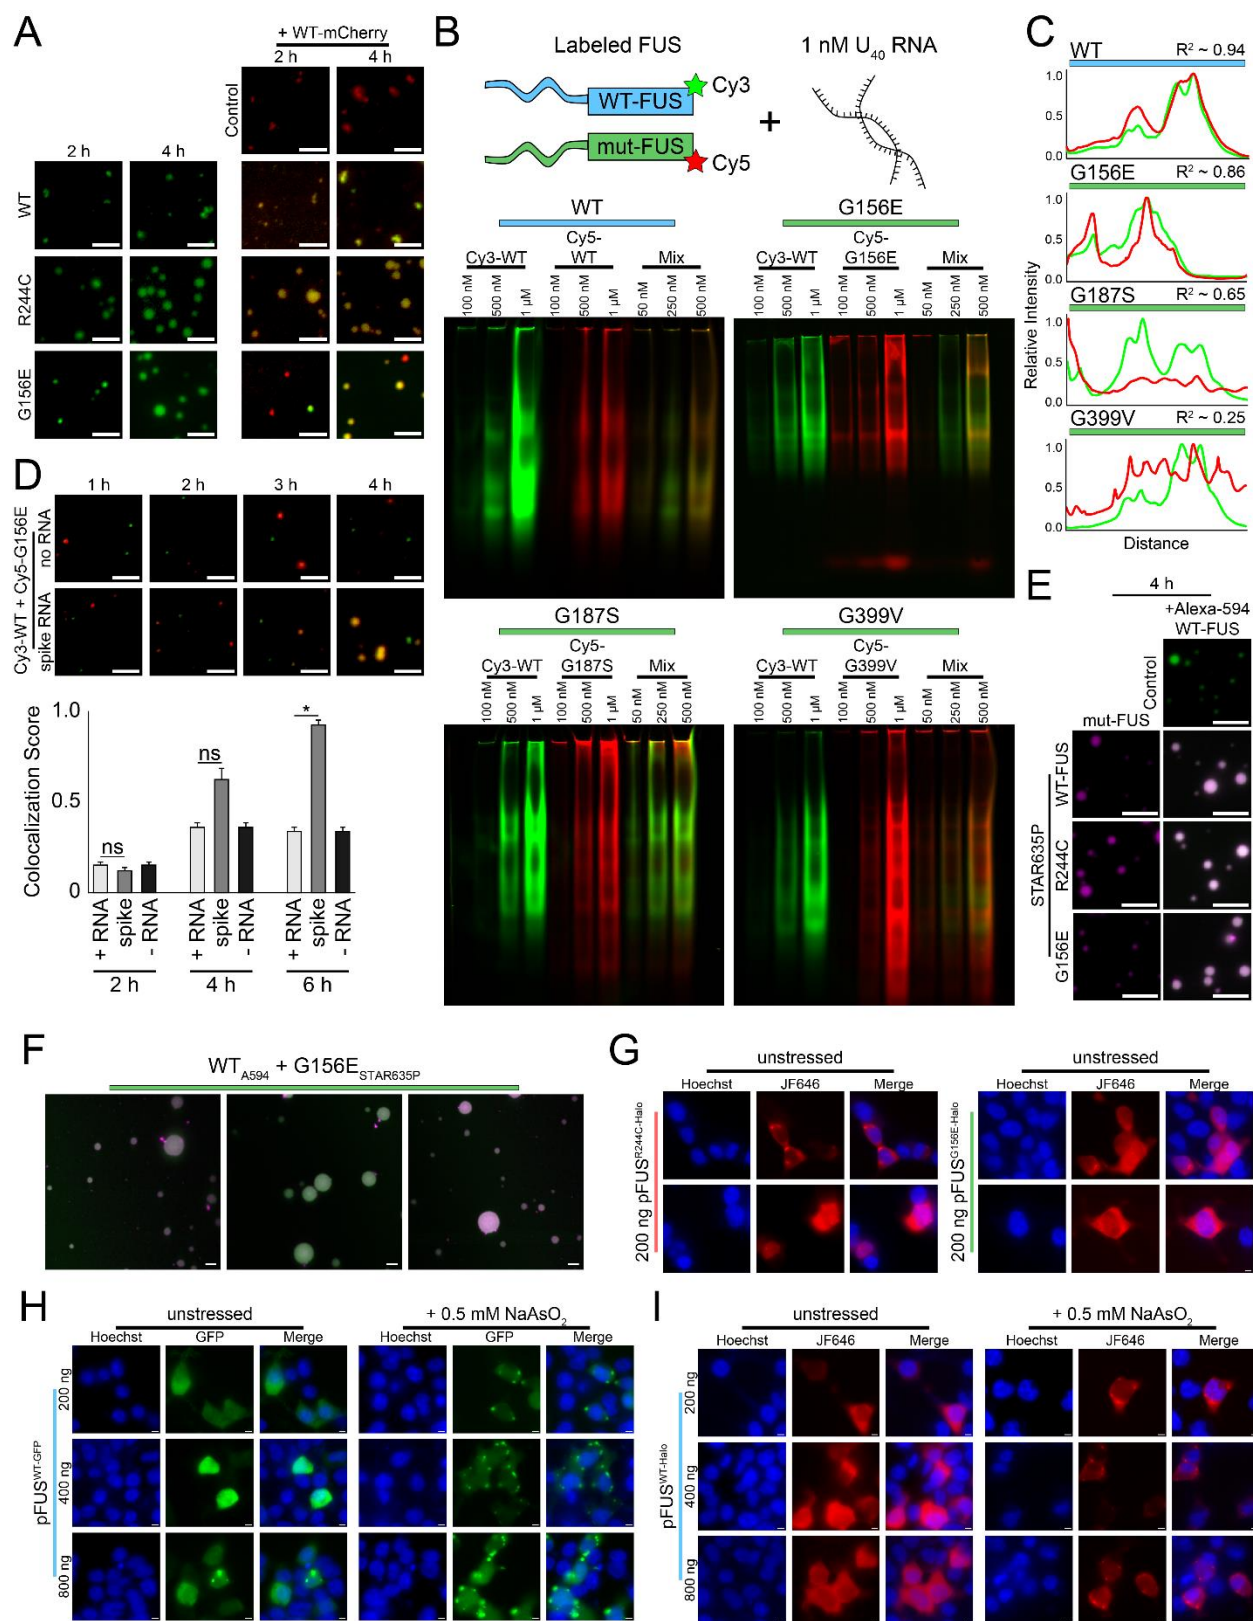 A
+ WT-mCherry
2 h
4 h
Control
2 h
4 h
WT
R244C
G156E
B
Labeled FUS
1 nM U40 RNA
WT-FUS
Cy3
+
mut-FUS
Cy5
WT
Cy3-WT
Cy5-
WT
Mix
100 nM
500 nM
1 µM
100 nM
500 nM
1 µM
50 nM
250 nM
500 nM
G156E
Cy3-WT
Cy5-
G156E
Mix
100 nM
500 nM
1 µM
100 nM
500 nM
1 µM
50 nM
250 nM
500 nM
G187S
Cy3-WT
Cy5-
G187S
Mix
100 nM
500 nM
1 µM
100 nM
500 nM
1 µM
50 nM
250 nM
500 nM
G399V
Cy3-WT
Cy5-
G399V
Mix
100 nM
500 nM
1 µM
100 nM
500 nM
1 µM
50 nM
250 nM
500 nM
C
WT
R² ~ 0.94
1.0
0.5
0.0
G156E
R² ~ 0.86
1.0
0.5
0.0
G187S
R² ~ 0.65
1.0
0.5
0.0
G399V
R² ~ 0.25
1.0
0.5
0.0
Relative Intensity
Distance
D
1 h
2 h
3 h
4 h
Cy3-WT + Cy5-G156E
no RNA
spike RNA
Colocalization Score
1.0
0.5
0
ns
ns
*
+ RNA
spike
- RNA
+ RNA
spike
- RNA
+ RNA
spike
- RNA
2 h
4 h
6 h
E
4 h
+Alexa-594
WT-FUS
Control
mut-FUS
STAR635P
WT-FUS
R244C
G156E
F
WTA594 + G156ESTAR635P
G
unstressed
Hoechst
JF646
Merge
200 ng pFUSR244C-Halo
unstressed
Hoechst
JF646
Merge
200 ng pFUSG156E-Halo
H
unstressed
+ 0.5 mM NaAsO2
Hoechst
GFP
Merge
Hoechst
GFP
Merge
pFUSWT-GFP
200 ng
400 ng
800 ng
I
unstressed
+ 0.5 mM NaAsO2
Hoechst
JF646
Merge
Hoechst
JF646
Merge
pFUSWT-Halo
200 ng
400 ng
800 ng